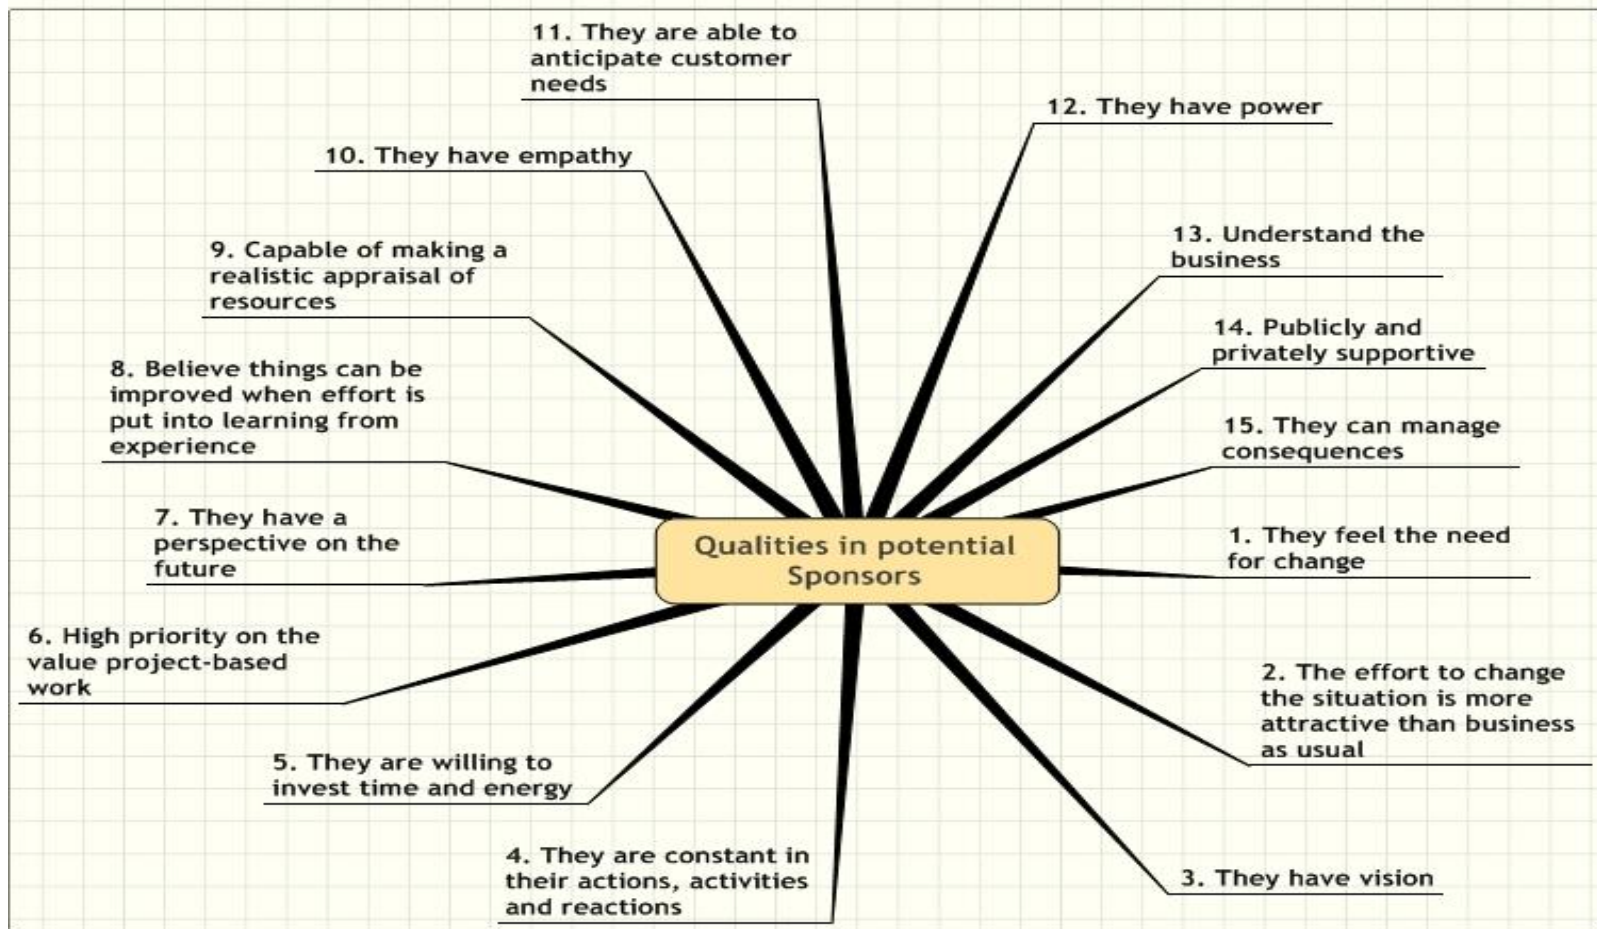 Qualities in potential
Sponsors
1. They feel the need
for change
2. The effort to change
the situation is more
attractive than business
as usual
3. They have vision
4. They are constant in
their actions, activities
and reactions
5. They are willing to
invest time and energy
6. High priority on the
value project-based
work
7. They have a
perspective on the
future
8. Believe things can be
improved when effort is
put into learning from
experience
9. Capable of making a
realistic appraisal of
resources
10. They have empathy
11. They are able to
anticipate customer
needs
12. They have power
13. Understand the
business
14. Publicly and
privately supportive
15. They can manage
consequences